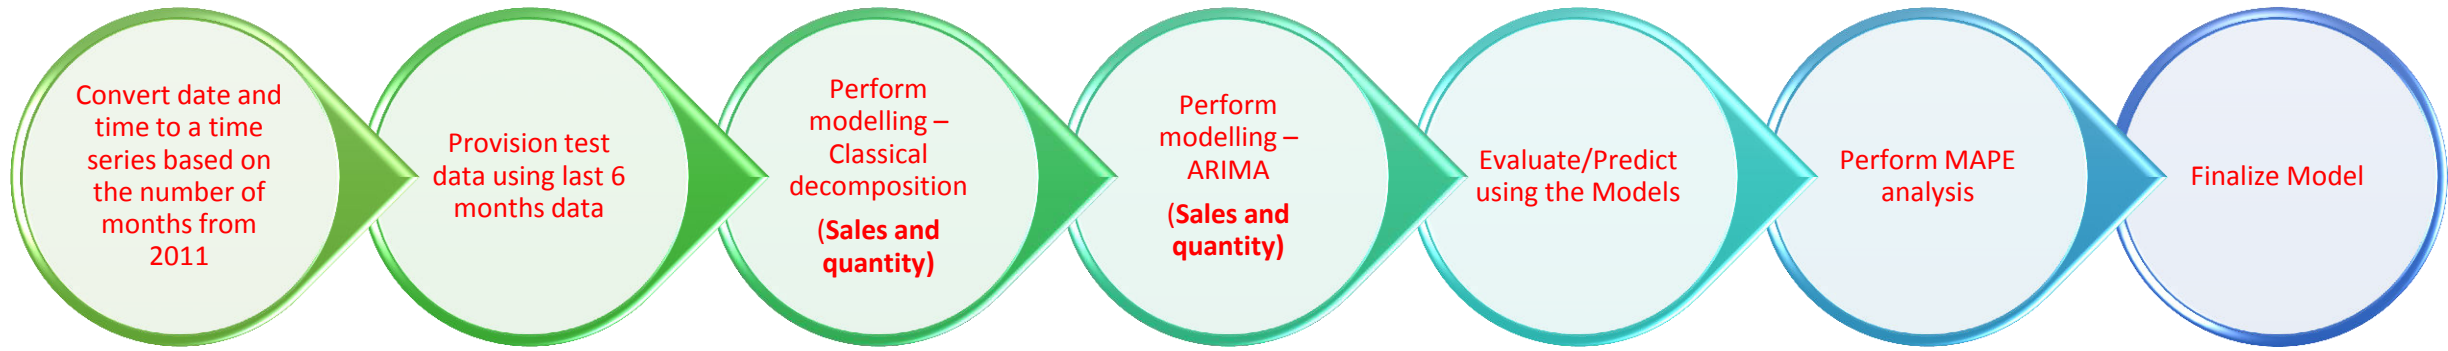 Convert date and
time to a time
series based on
the number of
months from
2011
Provision test
data using last 6
months data
Perform
modelling –
Classical
decomposition
(Sales and
quantity)
Perform
modelling –
ARIMA
(Sales and
quantity)
Evaluate/Predict
using the Models
Perform MAPE
analysis
Finalize Model